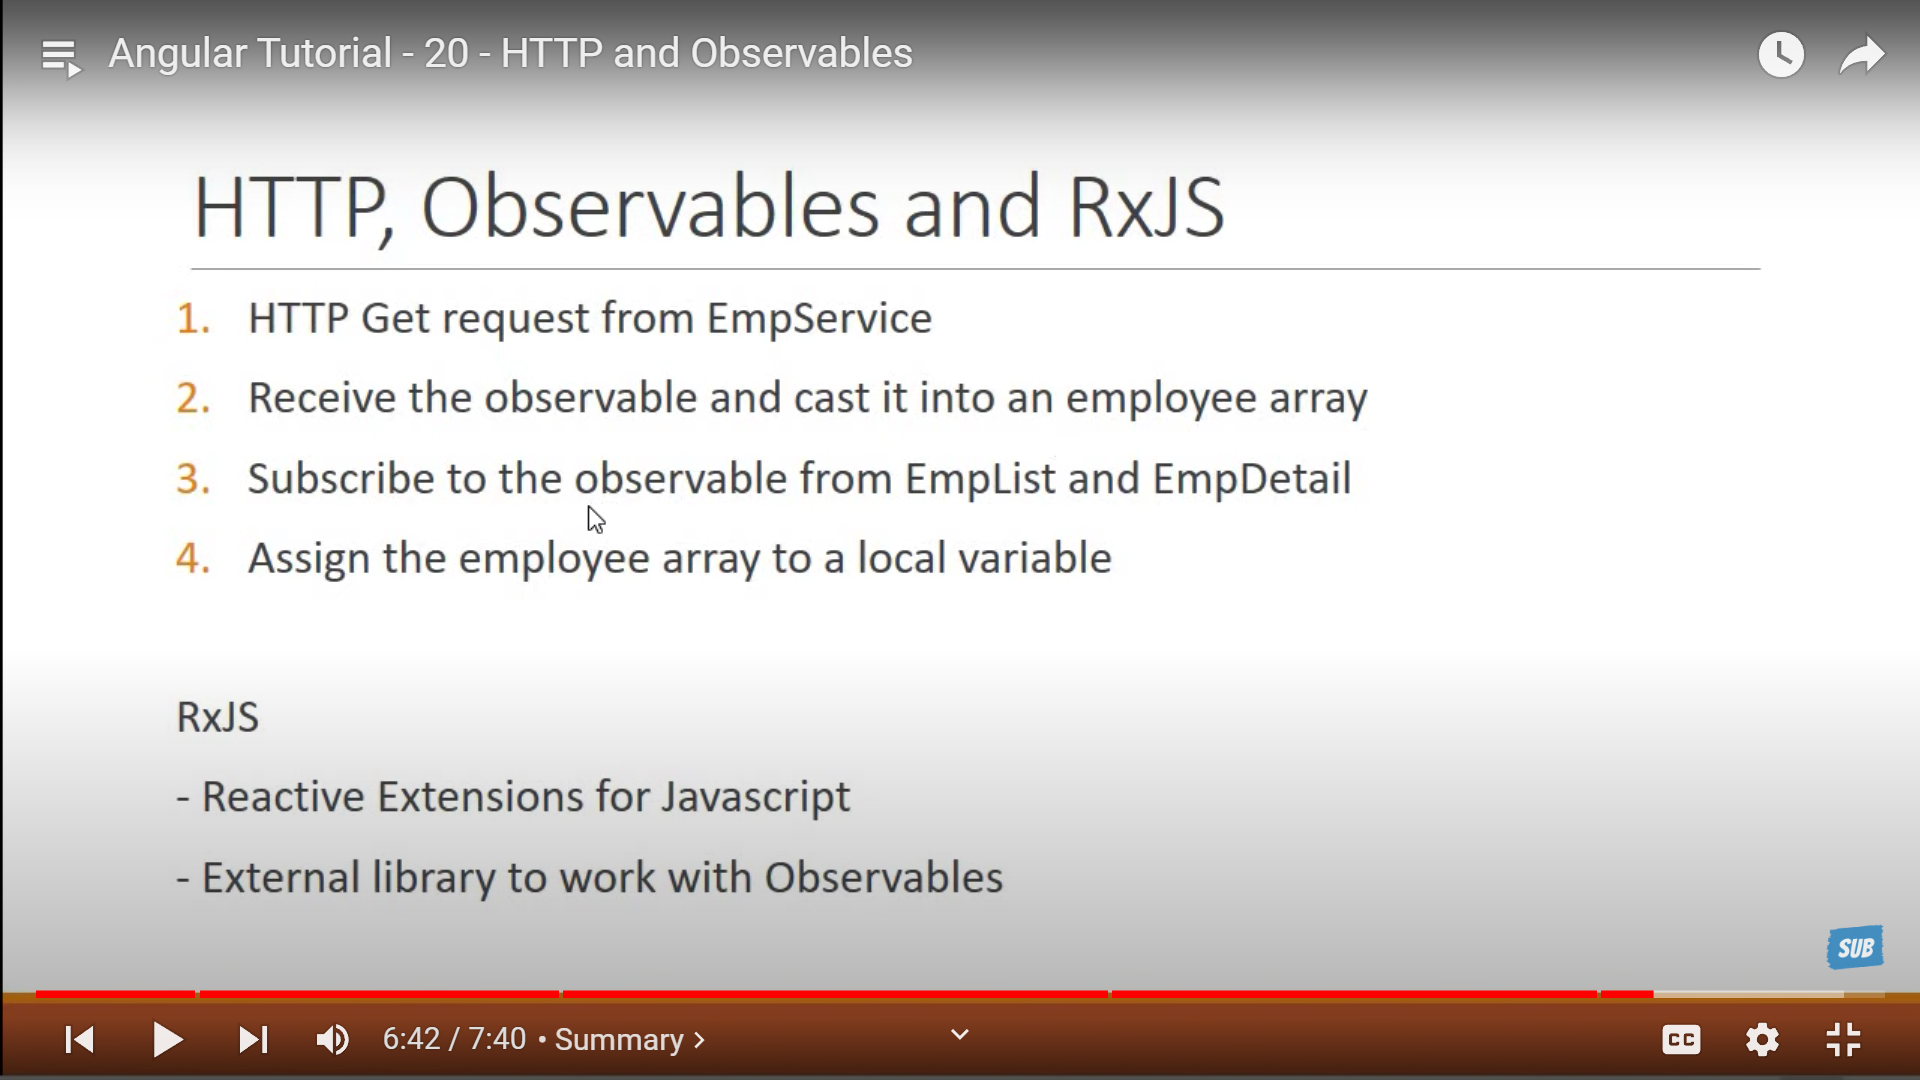 Angular Tutorial - 20 - HTTP and Observables
HTTP, Observables and RxJS
1. HTTP Get request from EmpService
2. Receive the observable and cast it into an employee array
3. Subscribe to the observable from EmpList and EmpDetail
4. Assign the employee array to a local variable
RxJS
- Reactive Extensions for Javascript
- External library to work with Observables
SUB
6:42 / 7:40 • Summary >
CC